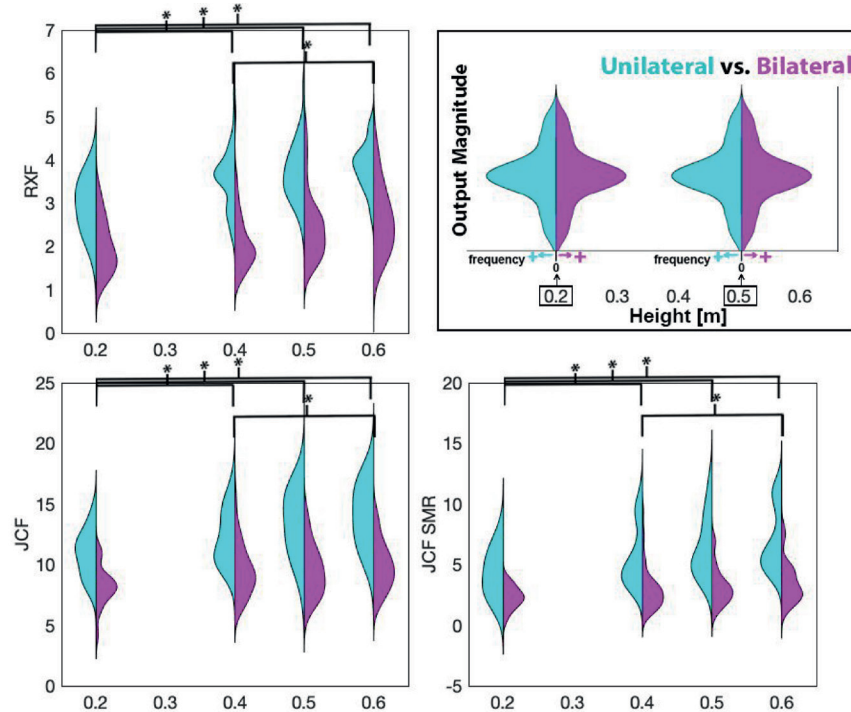 * * *
*
7
6
5
4
3
2
1
0
RXF
0.2 0.3 0.4 0.5 0.6
Unilateral vs. Bilateral
Output Magnitude
frequency + + frequency + +
0 0
0.2 0.3 0.4 0.5 0.6
Height [m]
* * *
*
25
20
15
10
5
0
JCF
0.2 0.3 0.4 0.5 0.6
* * *
*
20
15
10
5
0
-5
JCF SMR
0.2 0.3 0.4 0.5 0.6